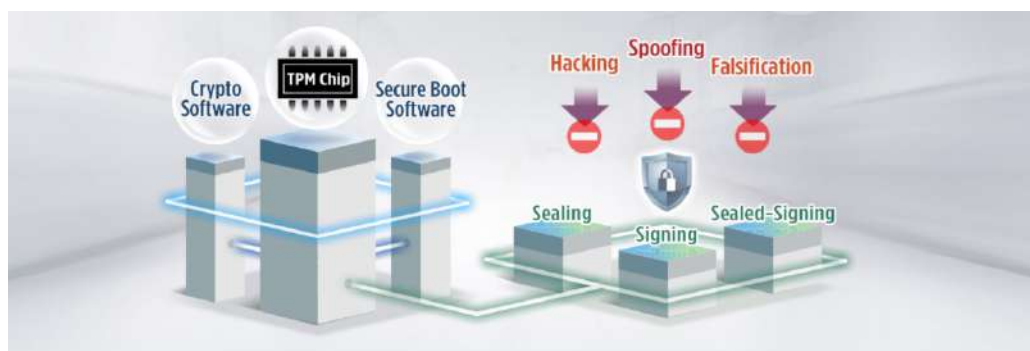 Crypto
Software
TPM Chip
Secure Boot
Software
Hacking
Spoofing
Falsification
Sealing
Signing
Sealed-Signing